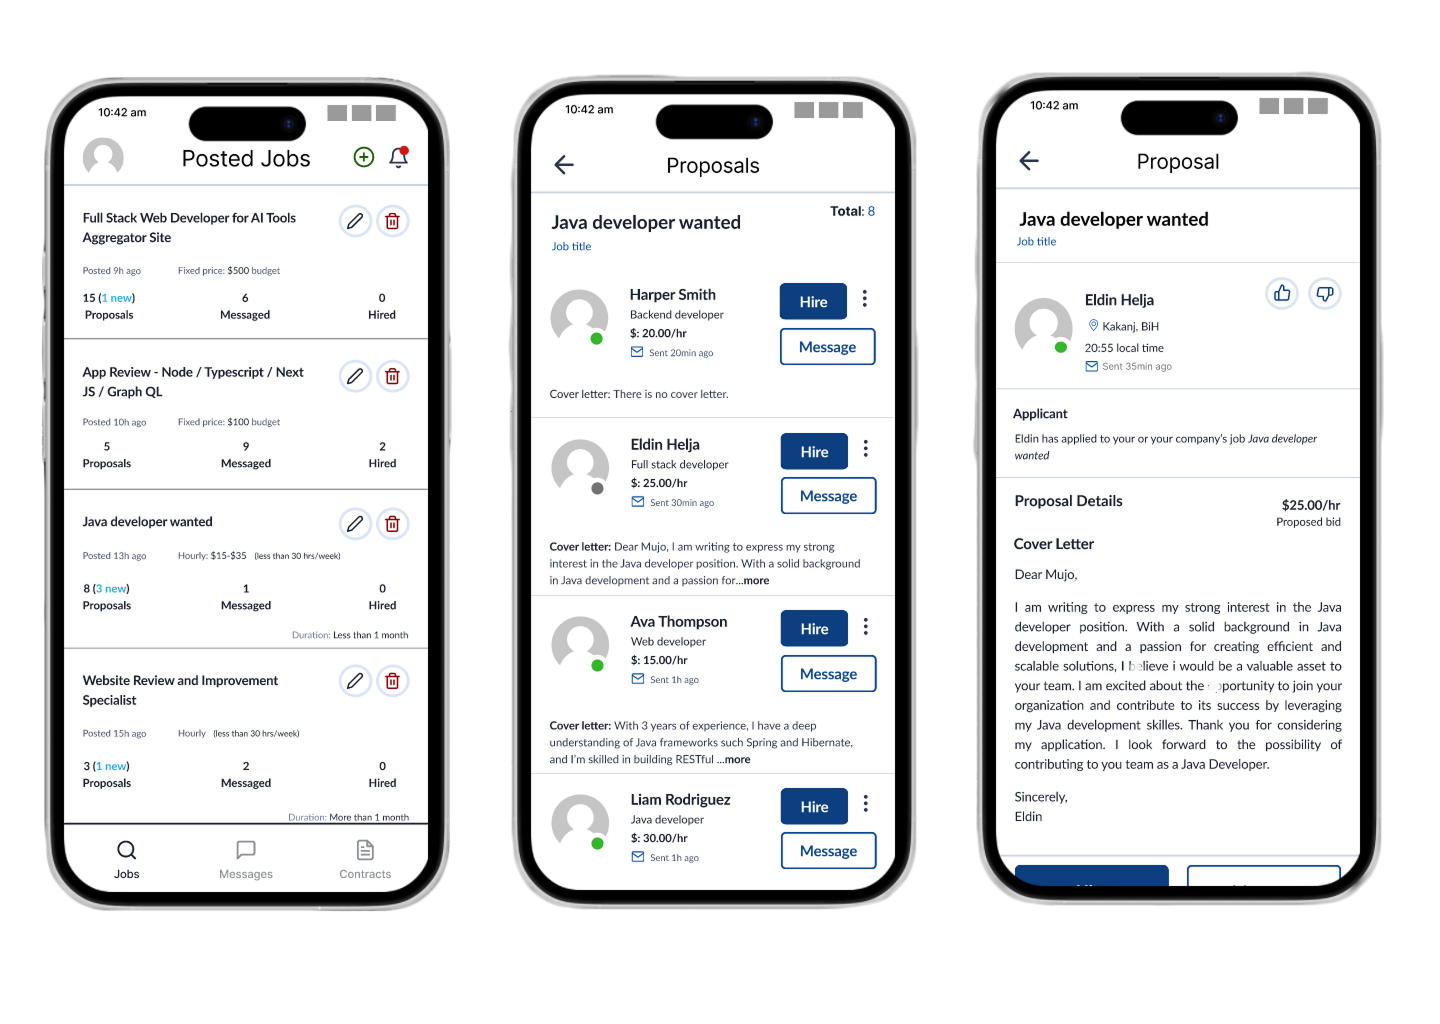 10:42 am
Posted Jobs
Full Stack Web Developer for AI Tools
Aggregator Site
Posted 9h ago Fixed price: $500 budget
15 (1 new) 6 0
Proposals Messaged Hired
App Review - Node / Typescript / Next
JS / Graph QL
Posted 10h ago Fixed price: $100 budget
5 9 2
Proposals Messaged Hired
Java developer wanted
Posted 13h ago Hourly: $15-$35 (less than 30 hrs/week)
8 (3 new) 1 0
Proposals Messaged Hired
Duration: Less than 1 month
Website Review and Improvement
Specialist
Posted 15h ago Hourly (less than 30 hrs/week)
3 (1 new) 2 0
Proposals Messaged Hired
Duration: More than 1 month
Jobs Messages Contracts
10:42 am
Proposals
Total: 8
Java developer wanted
Job title
Harper Smith
Backend developer
$: 20.00/hr
Sent 20min ago
Hire
Message
Cover letter: There is no cover letter.
Eldin Helja
Full stack developer
$: 25.00/hr
Sent 30min ago
Hire
Message
Cover letter: Dear Mujo, I am writing to express my strong
interest in the Java developer position. With a solid background
in Java development and a passion for...more
Ava Thompson
Web developer
$: 15.00/hr
Sent 1h ago
Hire
Message
Cover letter: With 3 years of experience, I have a deep
understanding of Java frameworks such Spring and Hibernate,
and I'm skilled in building RESTful ...more
Liam Rodriguez
Java developer
$: 30.00/hr
Sent 1h ago
Hire
Message
10:42 am
Proposal
Java developer wanted
Job title
Eldin Helja
Kakanj, BiH
20:55 local time
Sent 35min ago
Applicant
Eldin has applied to your or your company's job Java developer
wanted
Proposal Details
$25.00/hr
Proposed bid
Cover Letter
Dear Mujo,
I am writing to express my strong interest in the Java
developer position. With a solid background in Java
development and a passion for creating efficient and
scalable solutions, I believe i would be a valuable asset to
your team. I am excited about the opportunity to join your
organization and contribute to its success by leveraging
my Java development skilles. Thank you for considering
my application. I look forward to the possibility of
contributing to you team as a Java Developer.
Sincerely,
Eldin